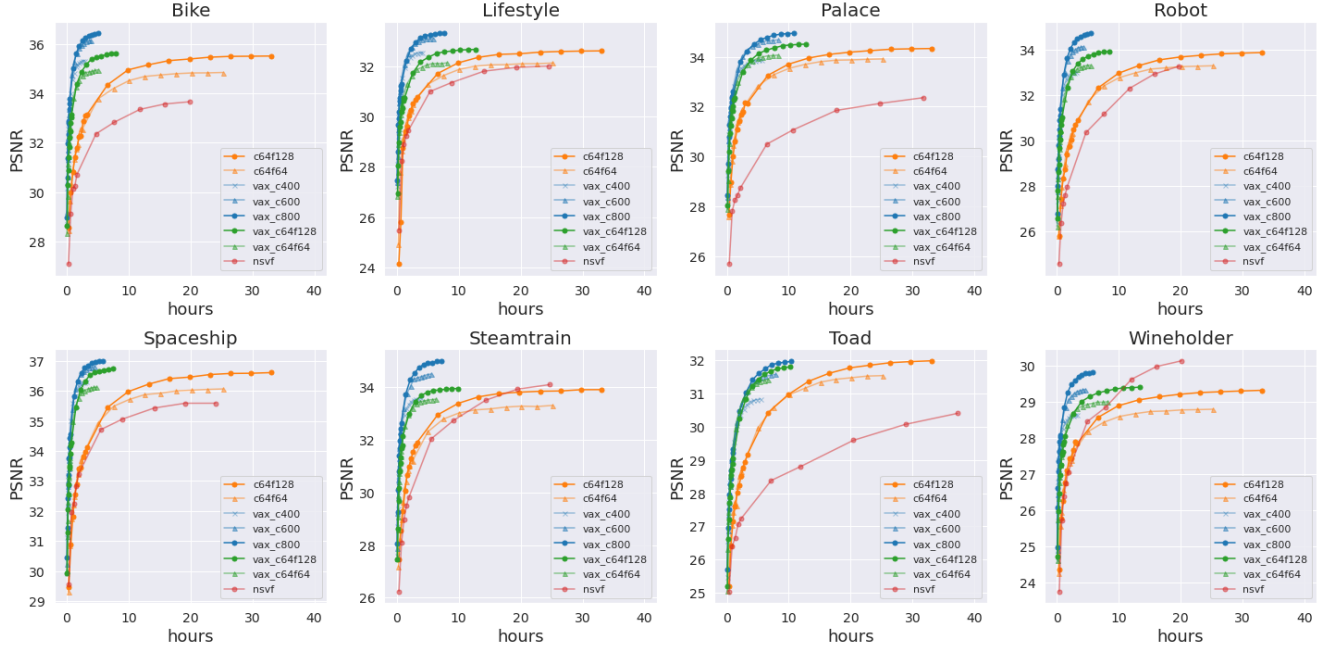 Bike
Lifestyle
Palace
Robot
PSNR
36
34
32
30
28
0 10 20 30 40
hours
c64f128
c64f64
vax_c400
vax_c600
vax_c800
vax_c64f128
vax_c64f64
nsvf
PSNR
32
30
28
26
24
0 10 20 30 40
hours
c64f128
c64f64
vax_c400
vax_c600
vax_c800
vax_c64f128
vax_c64f64
nsvf
PSNR
34
32
30
28
26
0 10 20 30 40
hours
c64f128
c64f64
vax_c400
vax_c600
vax_c800
vax_c64f128
vax_c64f64
nsvf
PSNR
34
32
30
28
26
0 10 20 30 40
hours
c64f128
c64f64
vax_c400
vax_c600
vax_c800
vax_c64f128
vax_c64f64
nsvf
Spaceship
Steamtrain
Toad
Wineholder
PSNR
37
36
35
34
33
32
31
30
29
0 10 20 30 40
hours
c64f128
c64f64
vax_c400
vax_c600
vax_c800
vax_c64f128
vax_c64f64
nsvf
PSNR
34
32
30
28
26
0 10 20 30 40
hours
c64f128
c64f64
vax_c400
vax_c600
vax_c800
vax_c64f128
vax_c64f64
nsvf
PSNR
32
31
30
29
28
27
26
25
0 10 20 30 40
hours
c64f128
c64f64
vax_c400
vax_c600
vax_c800
vax_c64f128
vax_c64f64
nsvf
PSNR
30
29
28
27
26
25
24
0 10 20 30 40
hours
c64f128
c64f64
vax_c400
vax_c600
vax_c800
vax_c64f128
vax_c64f64
nsvf